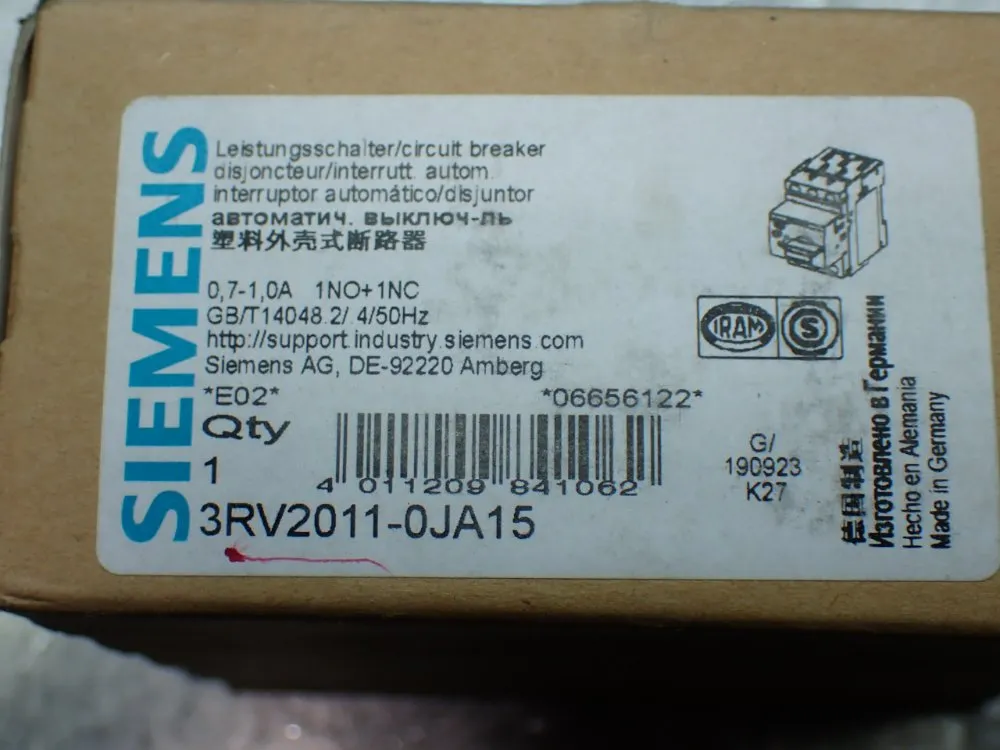 SIEMENS
Leistungsschalter/circuit breaker
disjoncteur/interrutt. autom.
interruptor automático/disjuntor
автоматич. выключ-ль
塑料外壳式断路器
0,7-1,0A 1NO+1NC
GB/T14048.2/.4/50Hz
http://support.industry.siemens.com
Siemens AG, DE-92220 Amberg
*E02* *06656122*
Qty
1
4 011209 841062
3RV2011-0JA15
IRAM
S
G/
190923
K27
德国制造
Изготовлено в Германии
Hecho en Alemania
Made in Germany